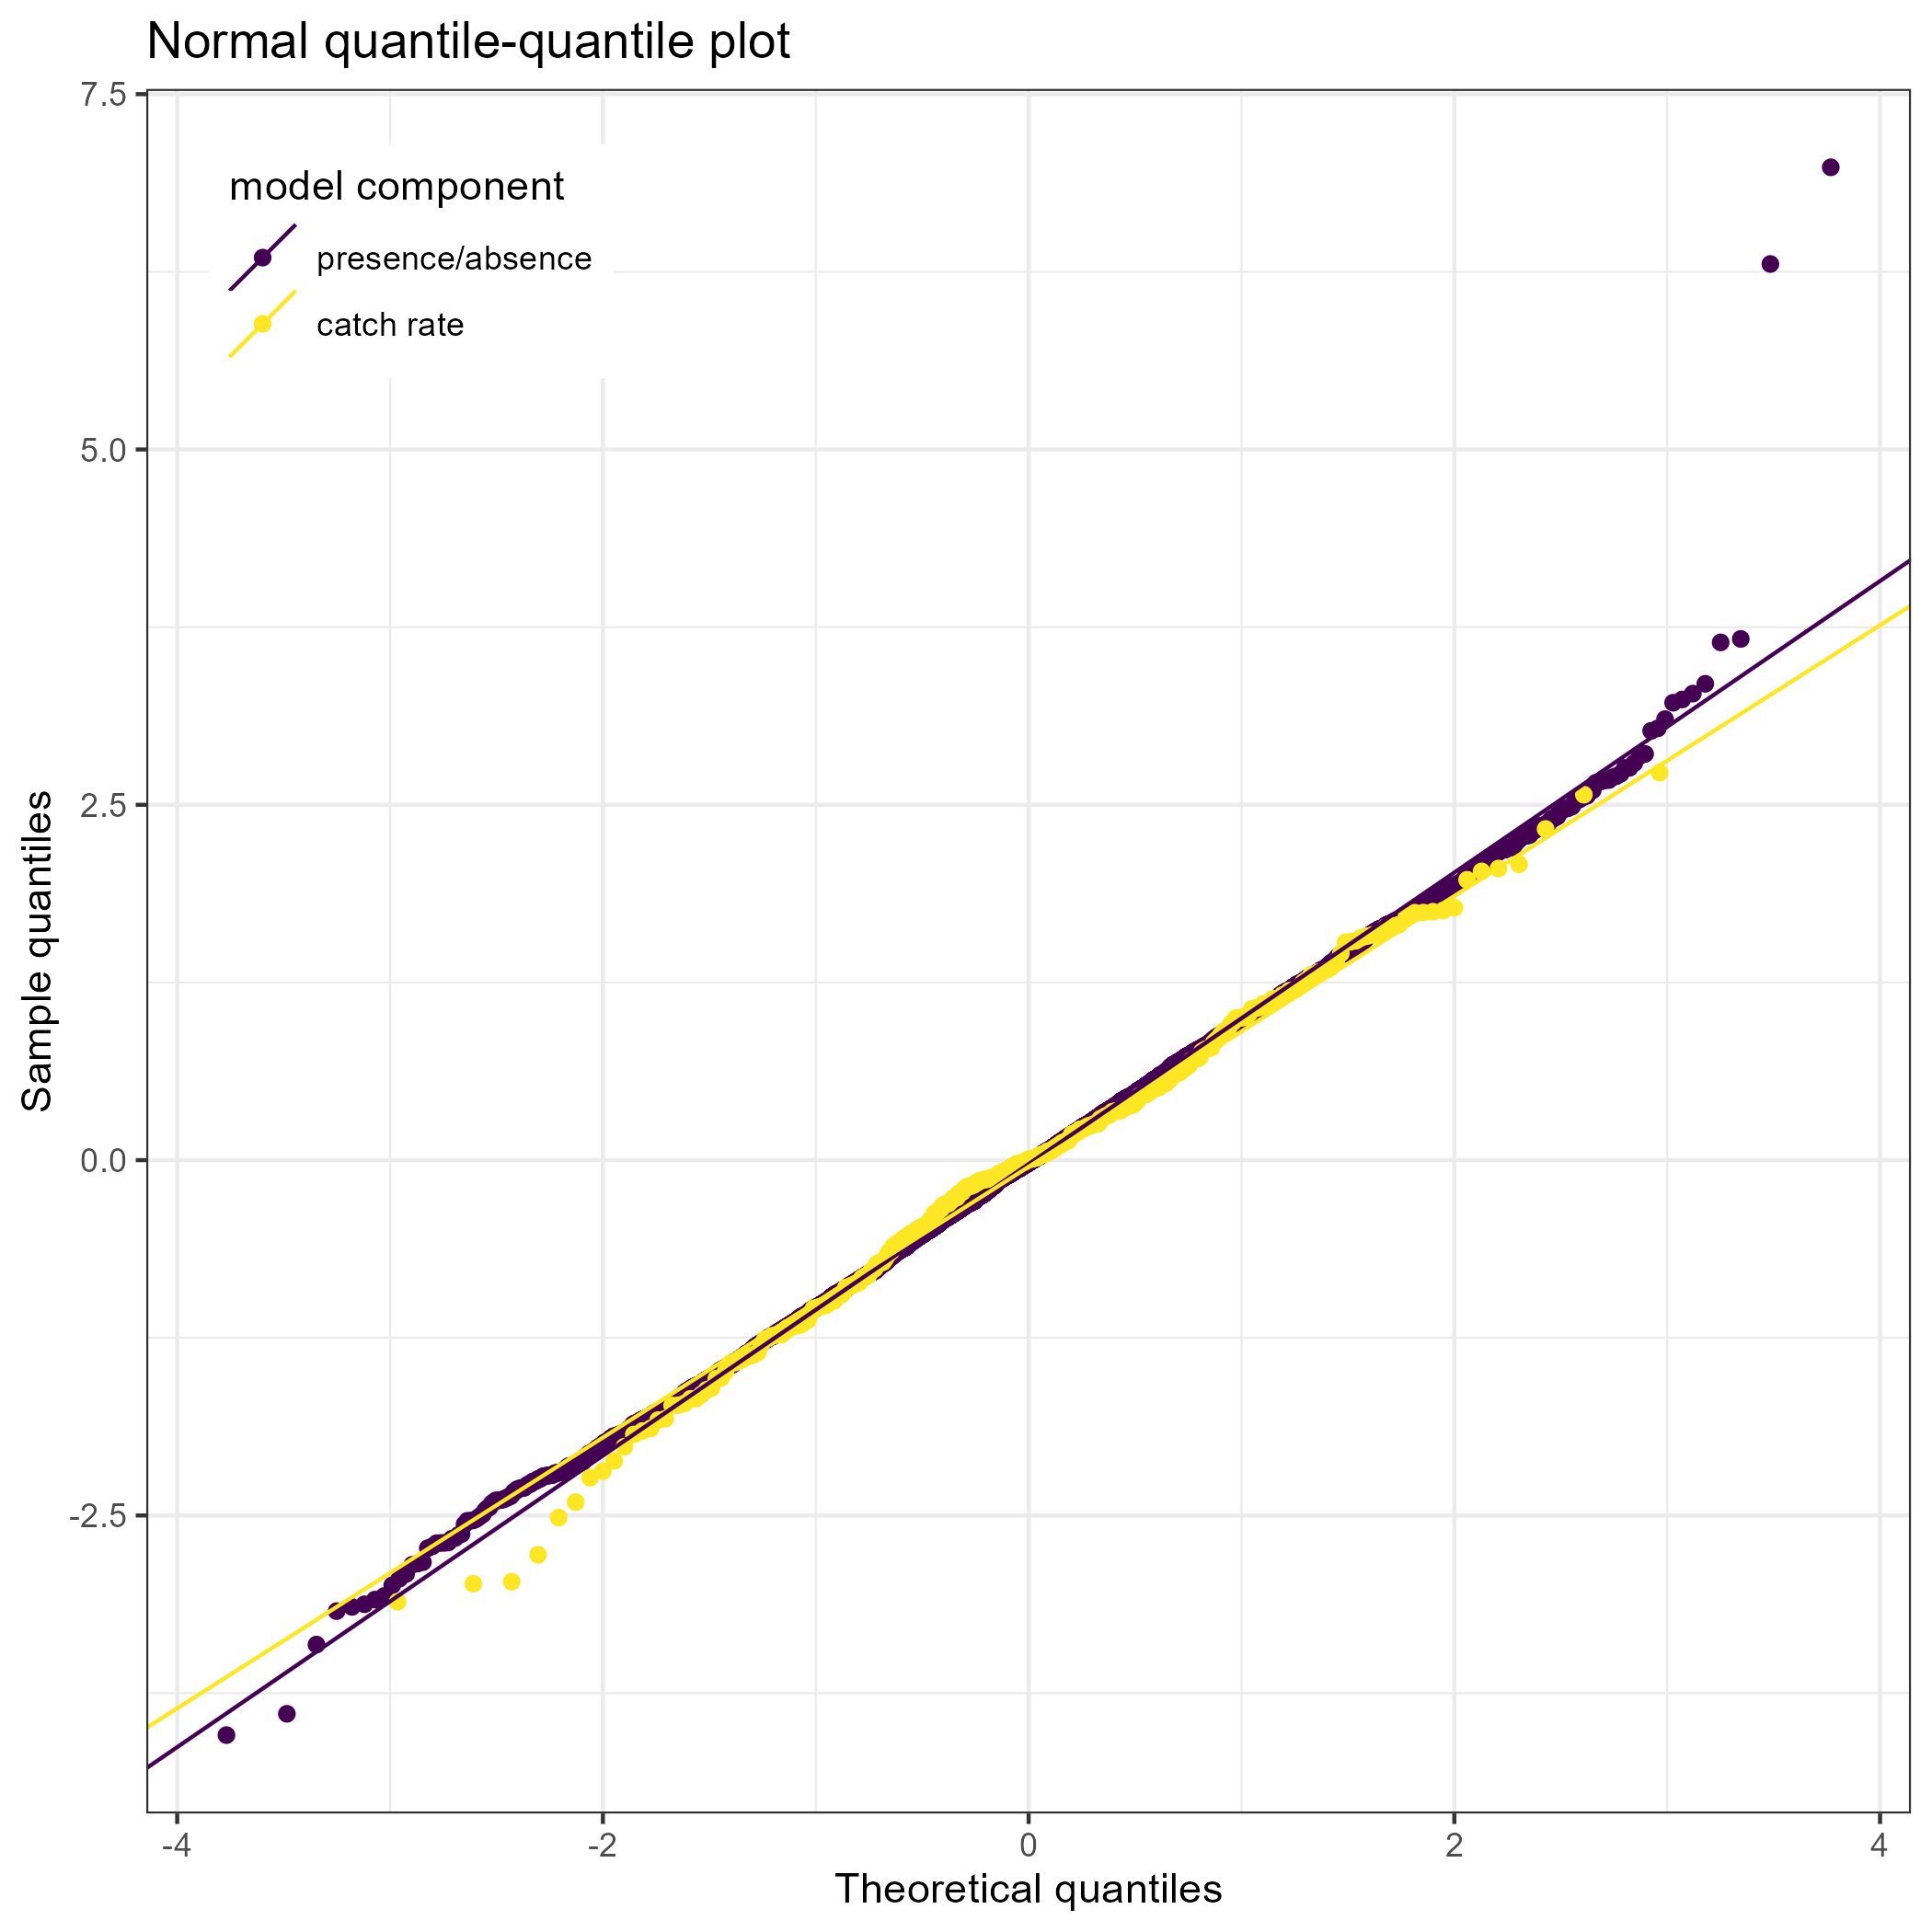 Normal quantile-quantile plot
7.5
model component
presence/absence
catch rate
5.0
2.5
0.0
-2.5
Sample quantiles
-4
-2
0
2
4
Theoretical quantiles